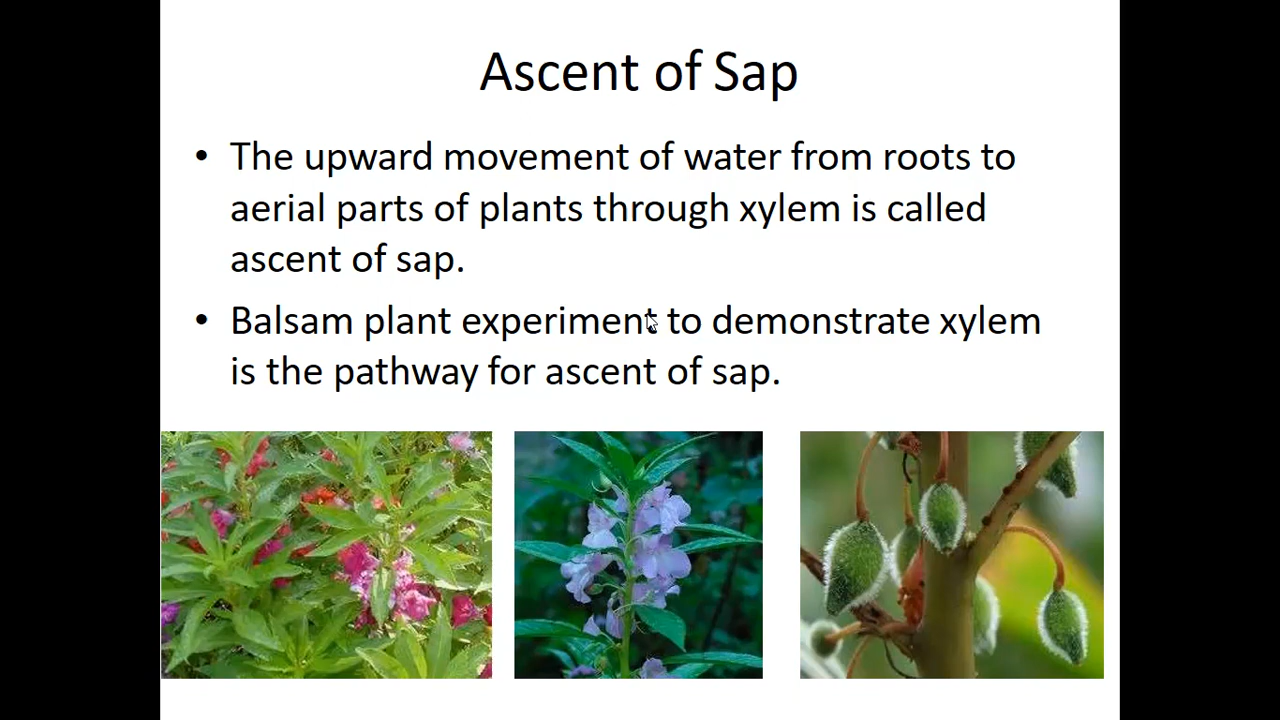 Ascent of Sap
• The upward movement of water from roots to
aerial parts of plants through xylem is called
ascent of sap.
• Balsam plant experiment to demonstrate xylem
is the pathway for ascent of sap.